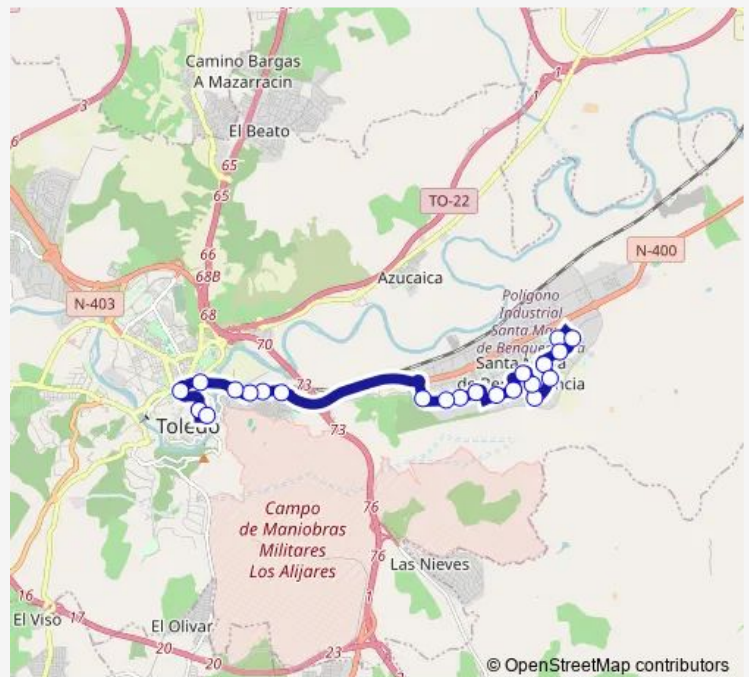 Camino Bargas
A Mazarracin
3
1
El Beato
6
65
65
TO-22
66
68B
N-400
Azucaica
N-403
Polígono
Industrial
68
70
73
Toledo
73
Campo
de Maniobras
Militares
Los Alijares
76
76
Las Nieves
16
17
1
El Viso
20
El Olivar
20
23
© OpenStreetMap contributors